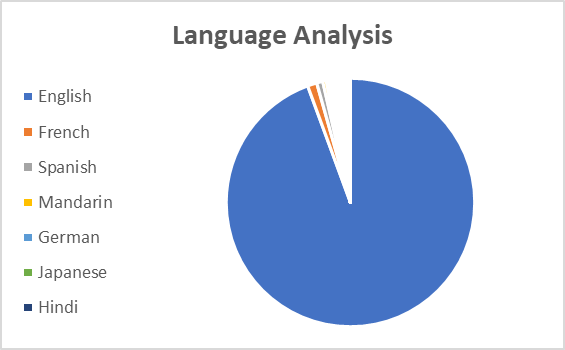 Language Analysis
English
French
Spanish
Mandarin
German
Japanese
Hindi